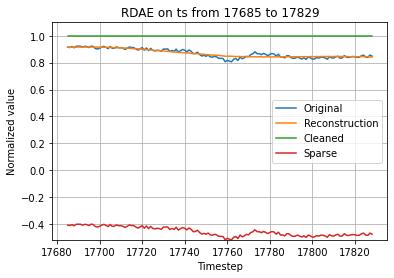 RDAE on ts from 17685 to 17829
Normalized value
1.0
0.8
0.6
0.4
0.2
0.0
−0.2
−0.4
Original
Reconstruction
Cleaned
Sparse
17680 17700 17720 17740 17760 17780 17800 17820
Timestep